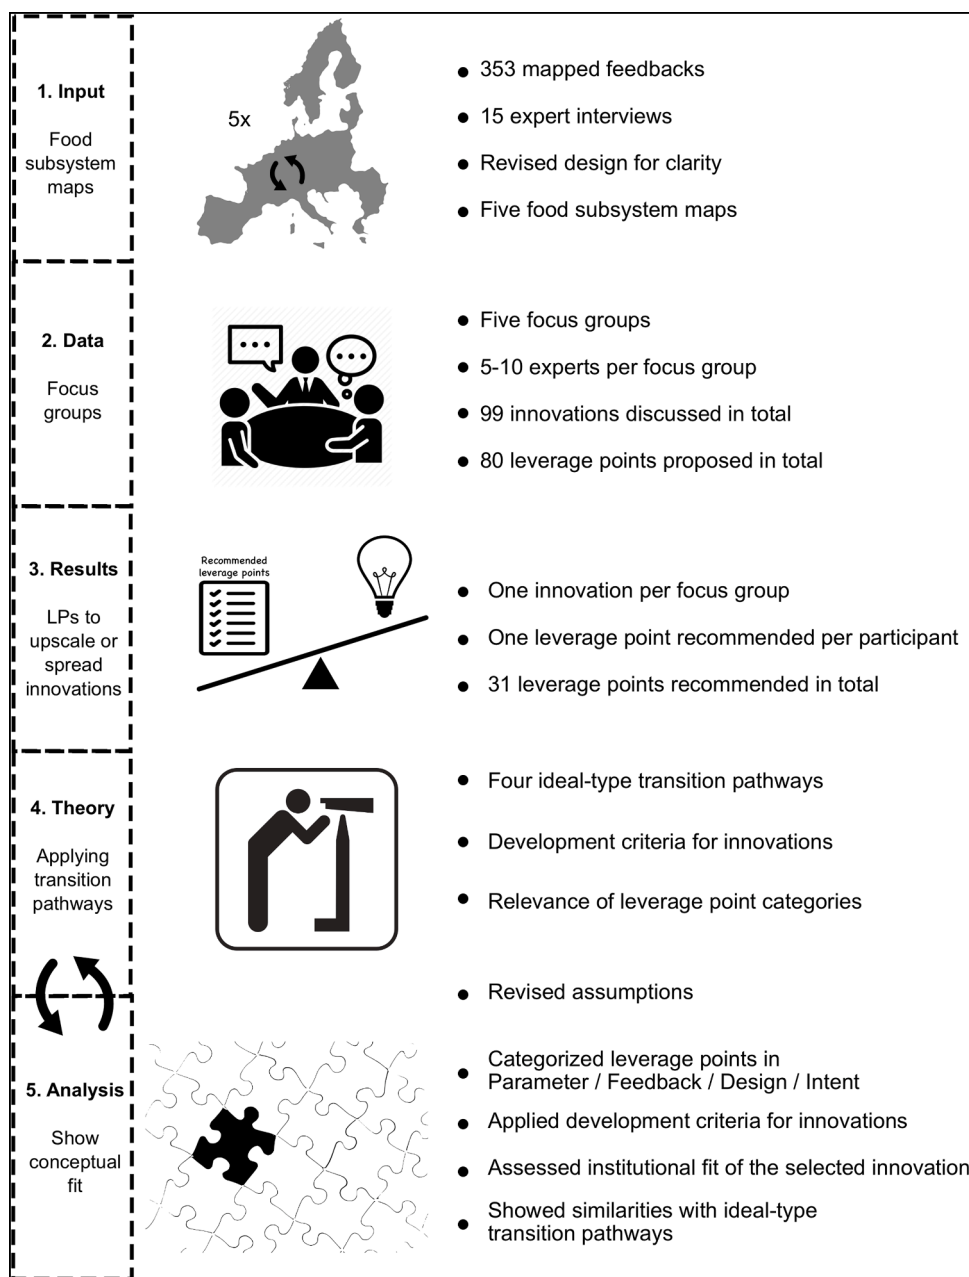 1. Input
Food
subsystem
maps
5x
● 353 mapped feedbacks
● 15 expert interviews
● Revised design for clarity
● Five food subsystem maps
2. Data
Focus
groups
● Five focus groups
● 5-10 experts per focus group
● 99 innovations discussed in total
● 80 leverage points proposed in total
3. Results
LPs to
upscale or
spread
innovations
Recommended
leverage points
● One innovation per focus group
● One leverage point recommended per participant
● 31 leverage points recommended in total
4. Theory
Applying
transition
pathways
● Four ideal-type transition pathways
● Development criteria for innovations
● Relevance of leverage point categories
● Revised assumptions
5. Analysis
Show
conceptual
fit
● Categorized leverage points in
Parameter / Feedback / Design / Intent
● Applied development criteria for innovations
● Assessed institutional fit of the selected innovation
● Showed similarities with ideal-type
transition pathways